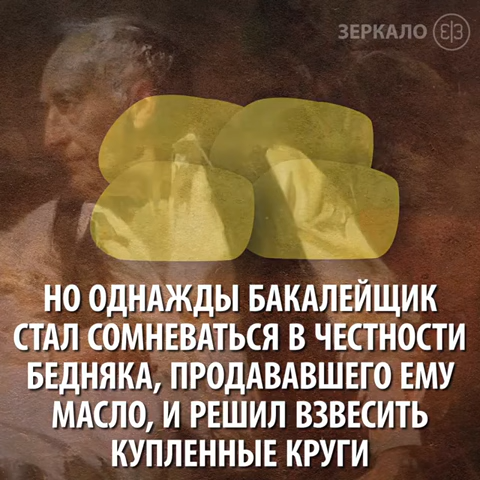 ЗЕРКАЛО
НО ОДНАЖДЫ БАКАЛЕЙЩИК
СТАЛ СОМНЕВАТЬСЯ В ЧЕСТНОСТИ
БЕДНЯКА, ПРОДАВАВШЕГО ЕМУ
МАСЛО, И РЕШИЛ ВЗВЕСИТЬ
КУПЛЕННЫЕ КРУГИ